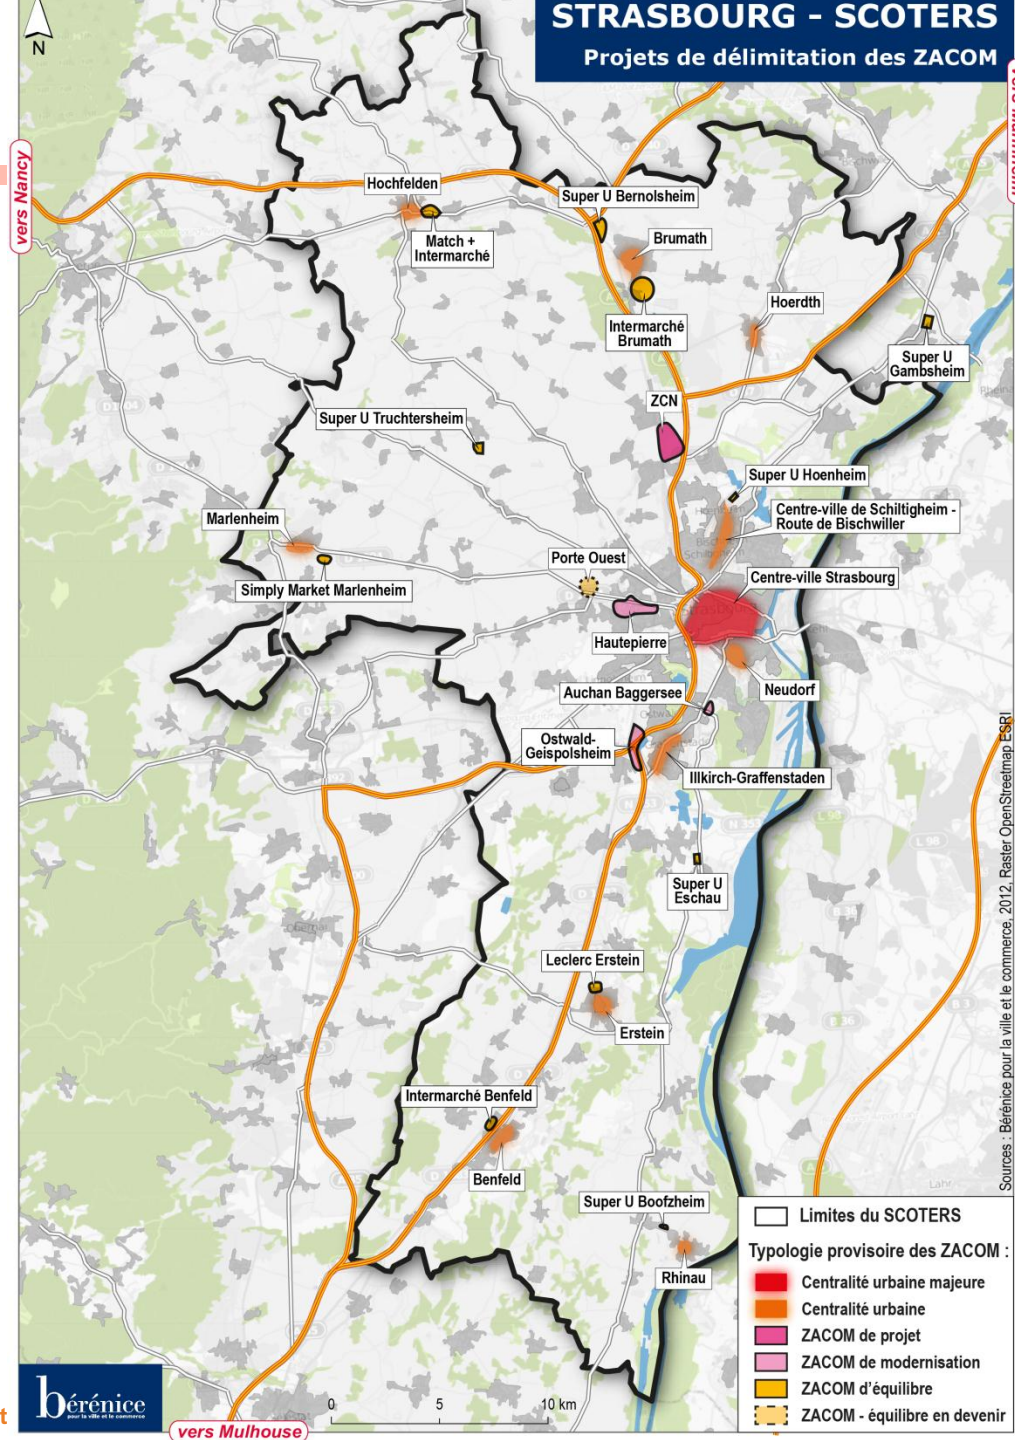 STRASBOURG - SCOTERS
Projets de délimitation des ZACOM
N
vers Nancy
Hochfelden
Match +
Intermarché
Super U Bernolsheim
Brumath
Intermarché
Brumath
Hoerdth
Super U
Gambsheim
ZCN
Super U Truchtersheim
Super U Hoenheim
Centre-ville de Schiltigheim -
Route de Bischwiller
Marlenheim
Simply Market Marlenheim
Porte Ouest
Centre-ville Strasbourg
Hautepierre
Neudorf
Auchan Baggersee
Ostwald-
Geispolsheim
Illkirch-Graffenstaden
Super U
Eschau
Leclerc Erstein
Erstein
Intermarché Benfeld
Benfeld
Super U Boofzheim
Rhinau
Limites du SCOTERS
Typologie provisoire des ZACOM :
Centralité urbaine majeure
Centralité urbaine
ZACOM de projet
ZACOM de modernisation
ZACOM d'équilibre
ZACOM - équilibre en devenir
Sources : Bérénice pour la ville et le commerce, 2012, Raster OpenStreetmap ESRI
bérénice
pour la ville et le commerce
0 5 10 km
vers Mulhouse